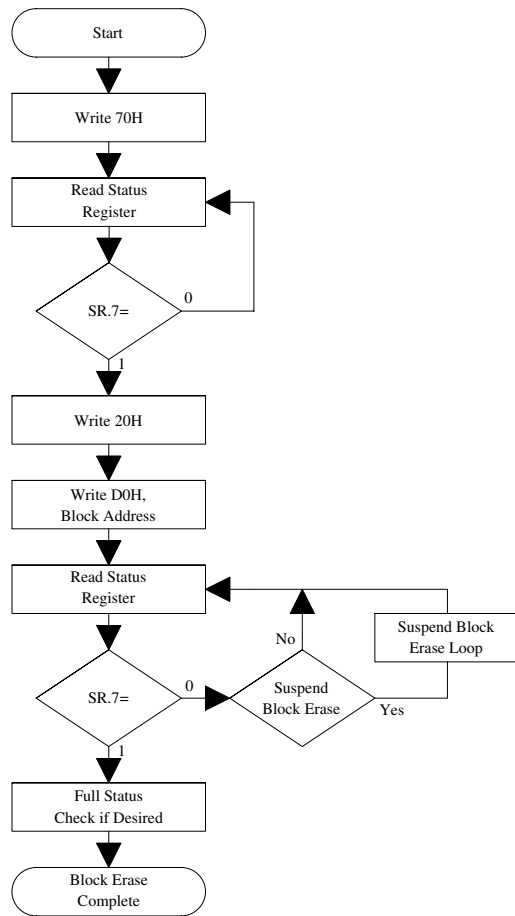 Start
Write 70H
Read Status
Register
SR.7=
0
1
Write 20H
Write D0H,
Block Address
Read Status
Register
No
Suspend Block
Erase Loop
SR.7=
0
Suspend
Block Erase
Yes
1
Full Status
Check if Desired
Block Erase
Complete